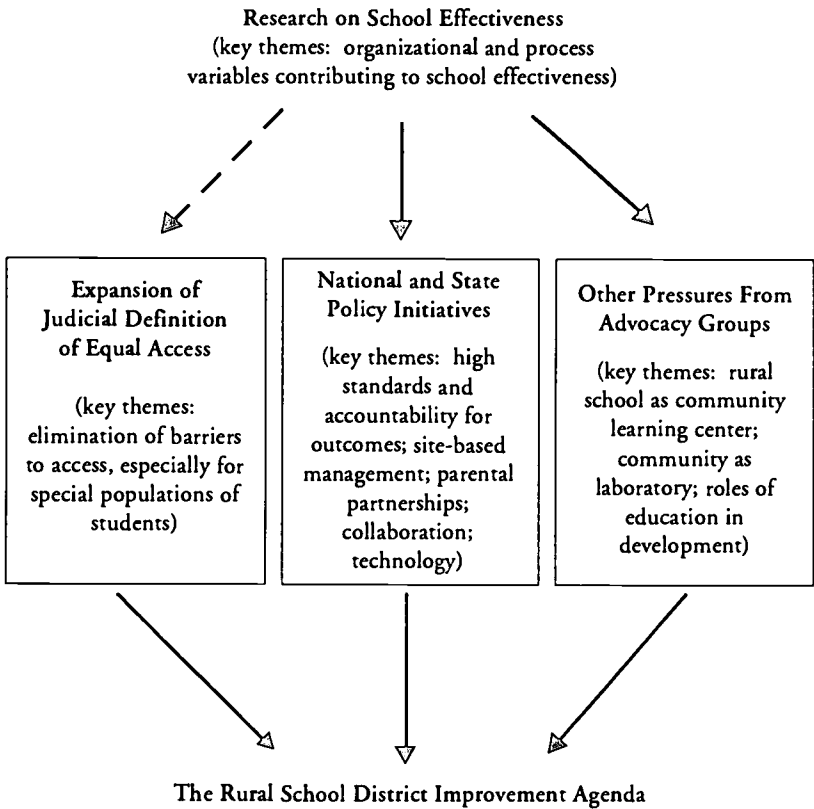 Research on School Effectiveness
(key themes: organizational and process
variables contributing to school effectiveness)
Expansion of
Judicial Definition
of Equal Access
(key themes:
elimination of barriers
to access, especially for
special populations of
students)
National and State
Policy Initiatives
(key themes: high
standards and
accountability for
outcomes; site-based
management; parental
partnerships;
collaboration;
technology)
Other Pressures From
Advocacy Groups
(key themes: rural
school as community
learning center;
community as
laboratory; roles of
education in
development)
The Rural School District Improvement Agenda